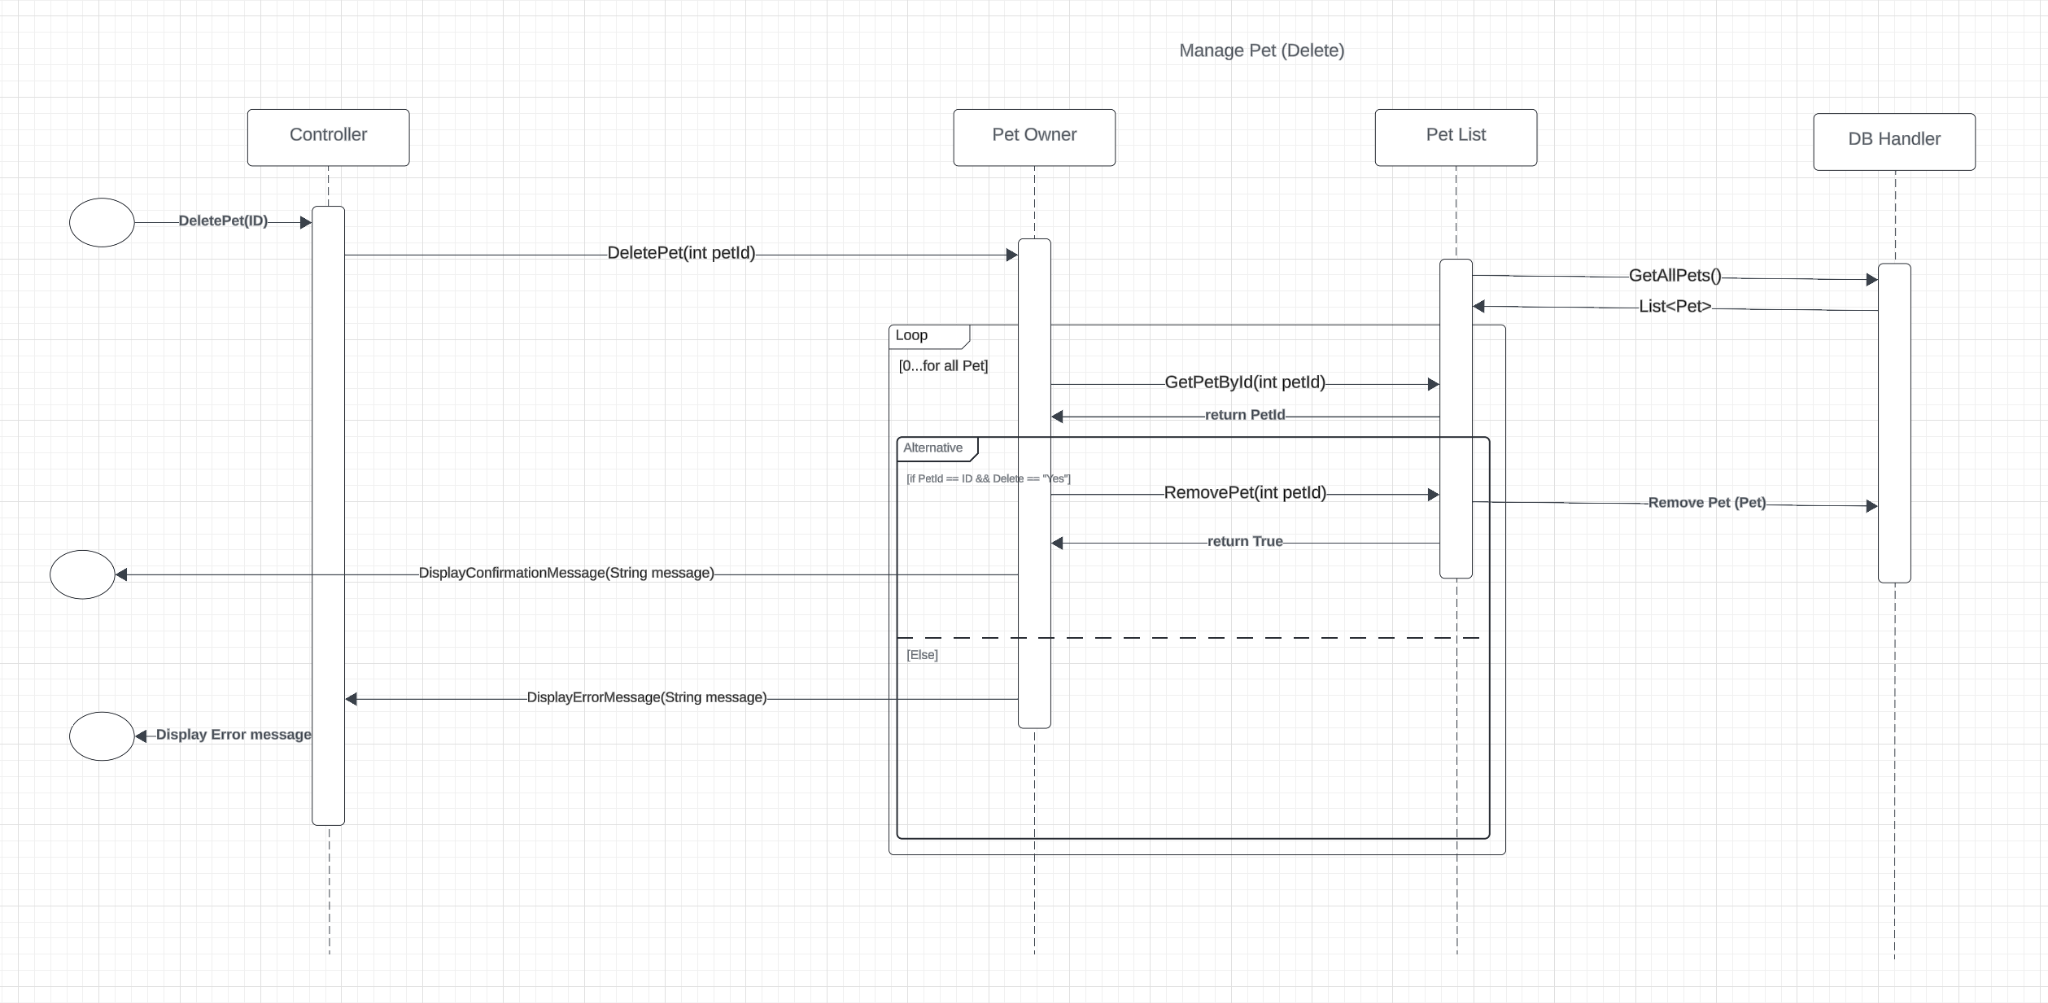 Manage Pet (Delete)
Controller
Pet Owner
Pet List
DB Handler
DeletePet(ID)
DeletePet(int petId)
GetAllPets()
List<Pet>
Loop
[0...for all Pet]
GetPetById(int petId)
return PetId
Alternative
[if PetId == ID && Delete == "Yes"]
RemovePet(int petId)
Remove Pet (Pet)
return True
DisplayConfirmationMessage(String message)
[Else]
DisplayErrorMessage(String message)
Display Error message